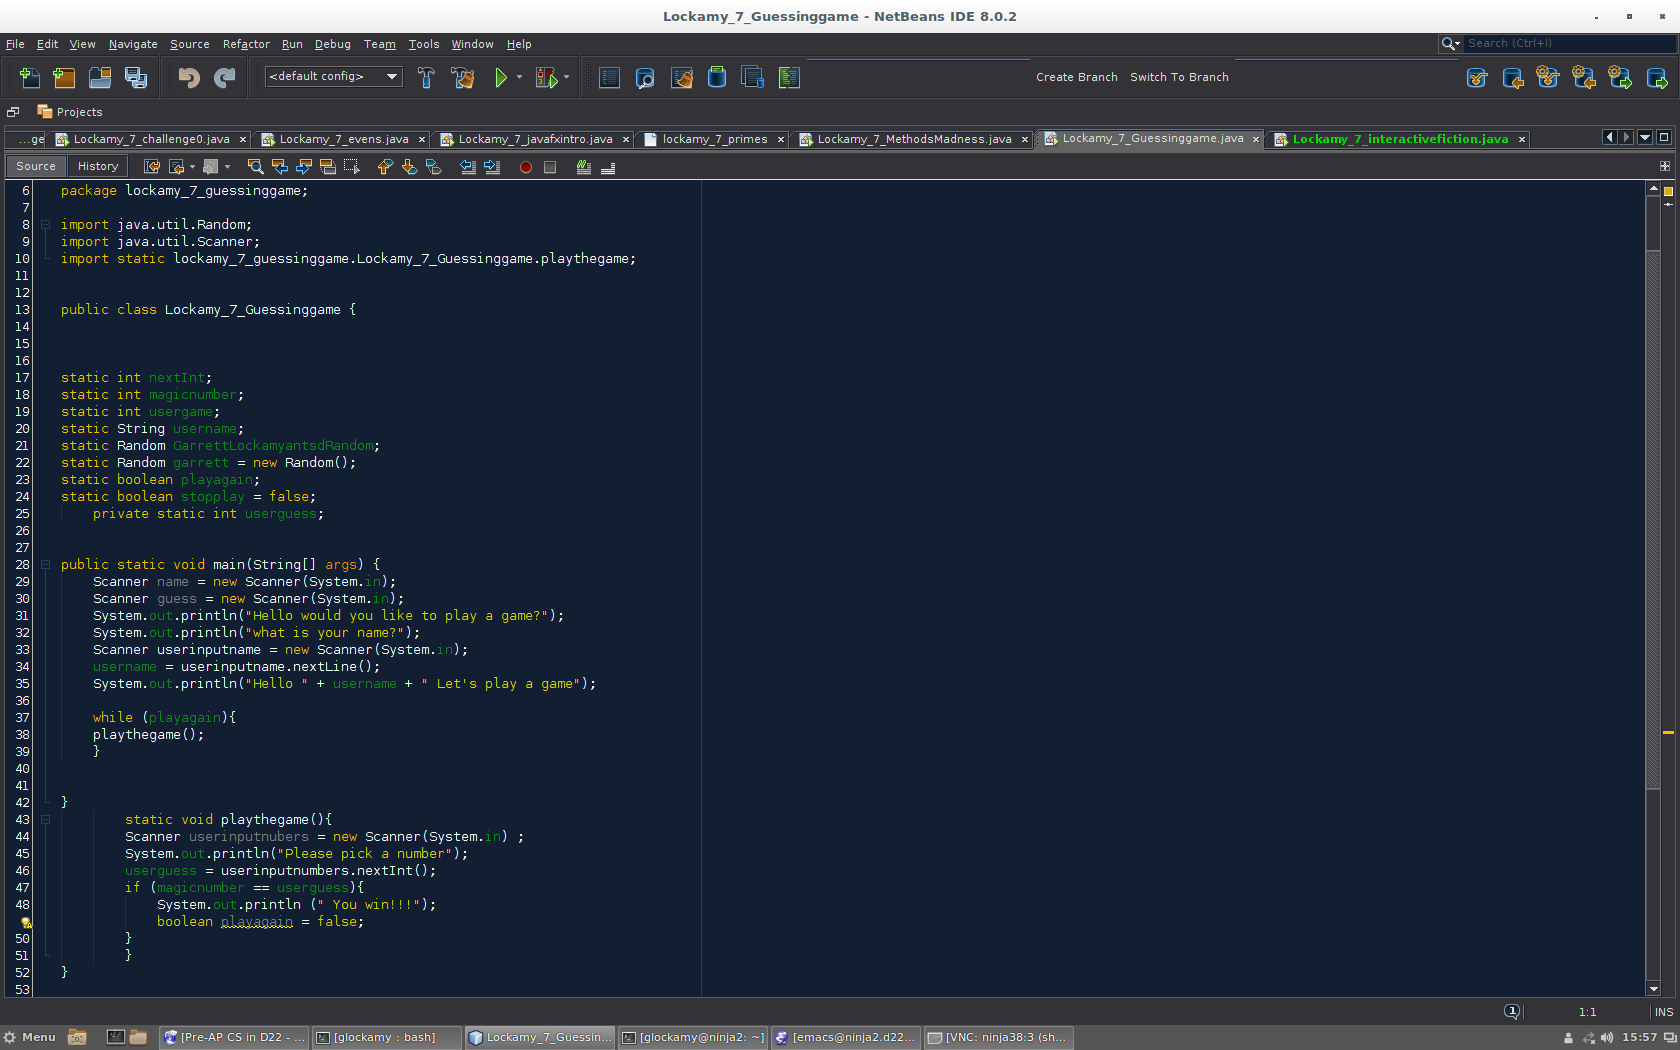 Lockamy_7_Guessinggame - NetBeans IDE 8.0.2
File Edit View Navigate Source Refactor Run Debug Team Tools Window Help
Search (Ctrl+I)
<default config>
Create Branch Switch To Branch
Projects
...ge Lockamy_7_challenge0.java Lockamy_7_evens.java Lockamy_7_javafxintro.java lockamy_7_primes Lockamy_7_MethodsMadness.java Lockamy_7_Guessinggame.java Lockamy_7_interactivefiction.java
Source History
6 package lockamy_7_guessinggame;
7
8 import java.util.Random;
9 import java.util.Scanner;
10 import static lockamy_7_guessinggame.Lockamy_7_Guessinggame.playthegame;
11
12
13 public class Lockamy_7_Guessinggame {
14
15
16
17 static int nextInt;
18 static int magicnumber;
19 static int usergame;
20 static String username;
21 static Random GarrettLockamyantsdRandom;
22 static Random garrett = new Random();
23 static boolean playagain;
24 static boolean stopplay = false;
25 private static int userguess;
26
27
28 public static void main(String[] args) {
29 Scanner name = new Scanner(System.in);
30 Scanner guess = new Scanner(System.in);
31 System.out.println("Hello would you like to play a game?");
32 System.out.println("what is your name?");
33 Scanner userinputname = new Scanner(System.in);
34 username = userinputname.nextLine();
35 System.out.println("Hello " + username + " Let's play a game");
36
37 while (playagain){
38 playthegame();
39 }
40
41
42 }
43 static void playthegame(){
44 Scanner userinputnubers = new Scanner(System.in) ;
45 System.out.println("Please pick a number");
46 userguess = userinputnumbers.nextInt();
47 if (magicnumber == userguess){
48 System.out.println (" You win!!!");
boolean playagain = false;
50 }
51 }
52 }
53
1 1:1 INS
Menu [Pre-AP CS in D22 - ... [glockamy : bash] Lockamy_7_Guessin... [glockamy@ninja2: ~] [emacs@ninja2.d22... [VNC: ninja38:3 (sh... 15:57